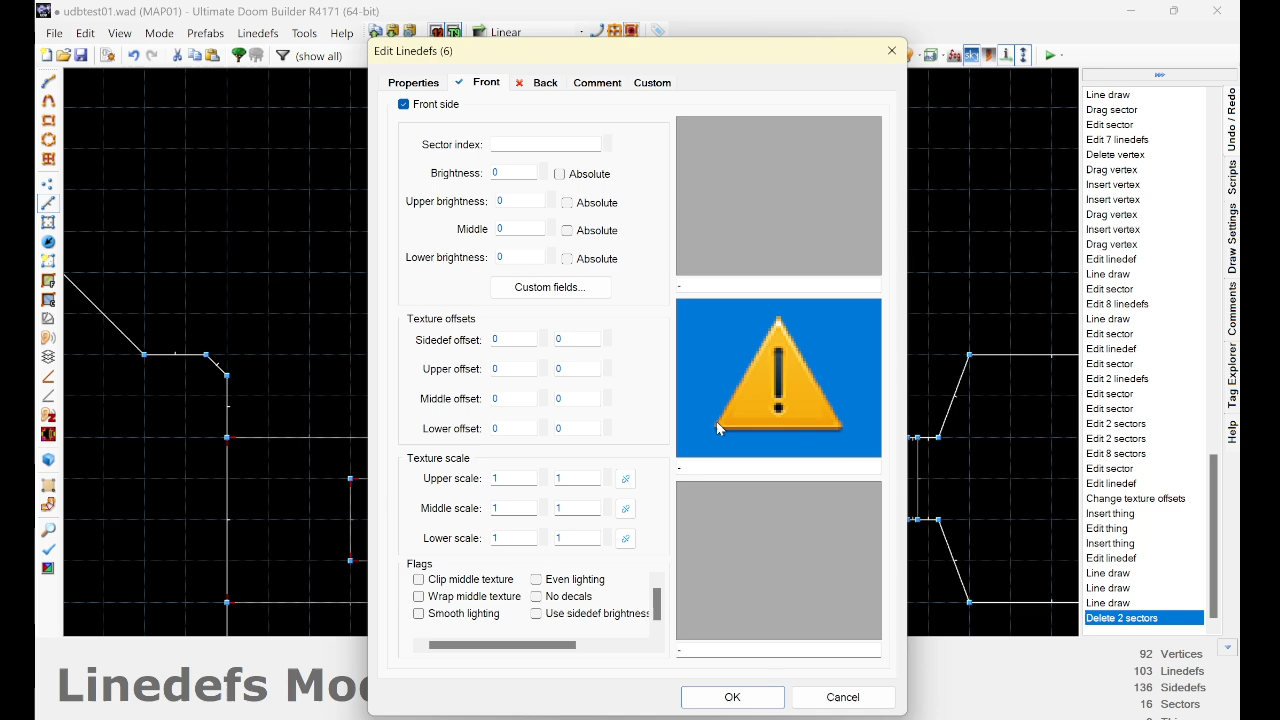 udbtest01.wad (MAP01) - Ultimate Doom Builder R4171 (64-bit)
File Edit View Mode Prefabs Linedefs Tools Help
Linear
(show all)
Edit Linedefs (6)
Properties Front Back Comment Custom
Front side
Sector index:
Brightness: 0 Absolute
Upper brightness: 0 Absolute
Middle 0 Absolute
Lower brightness: 0 Absolute
Custom fields...
-
Texture offsets
Sidedef offset: 0 0
Upper offset: 0 0
Middle offset: 0 0
Lower offset: 0 0
Texture scale
-
Upper scale: 1 1
Middle scale: 1 1
Lower scale: 1 1
Flags
Clip middle texture Even lighting
Wrap middle texture No decals
Smooth lighting Use sidedef brightness
-
OK Cancel
Line draw
Drag sector
Edit sector
Edit 7 linedefs
Delete vertex
Drag vertex
Insert vertex
Insert vertex
Drag vertex
Insert vertex
Drag vertex
Edit linedef
Line draw
Edit sector
Edit 8 linedefs
Line draw
Edit sector
Edit linedef
Edit sector
Edit 2 linedefs
Edit sector
Edit sector
Edit 2 sectors
Edit 2 sectors
Edit 8 sectors
Edit sector
Edit linedef
Change texture offsets
Insert thing
Edit thing
Insert thing
Edit linedef
Line draw
Line draw
Line draw
Delete 2 sectors
Undo / Redo
Scripts
Draw Settings
Comments
Tag Explorer
Help
Linedefs Mo
92 Vertices
103 Linedefs
136 Sidedefs
16 Sectors